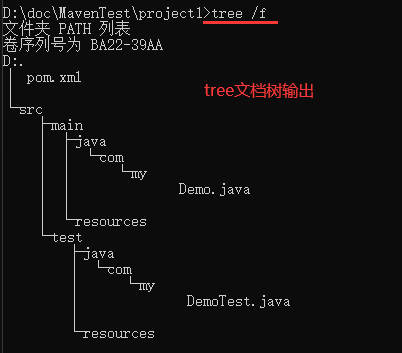 D:\doc\MavenTest\project1>tree /f
文件夹 PATH 列表
卷序列号为 BA22-39AA
D:.
pom.xml
tree文档树输出
src
main
java
com
my
Demo.java
resources
test
java
com
my
DemoTest.java
resources